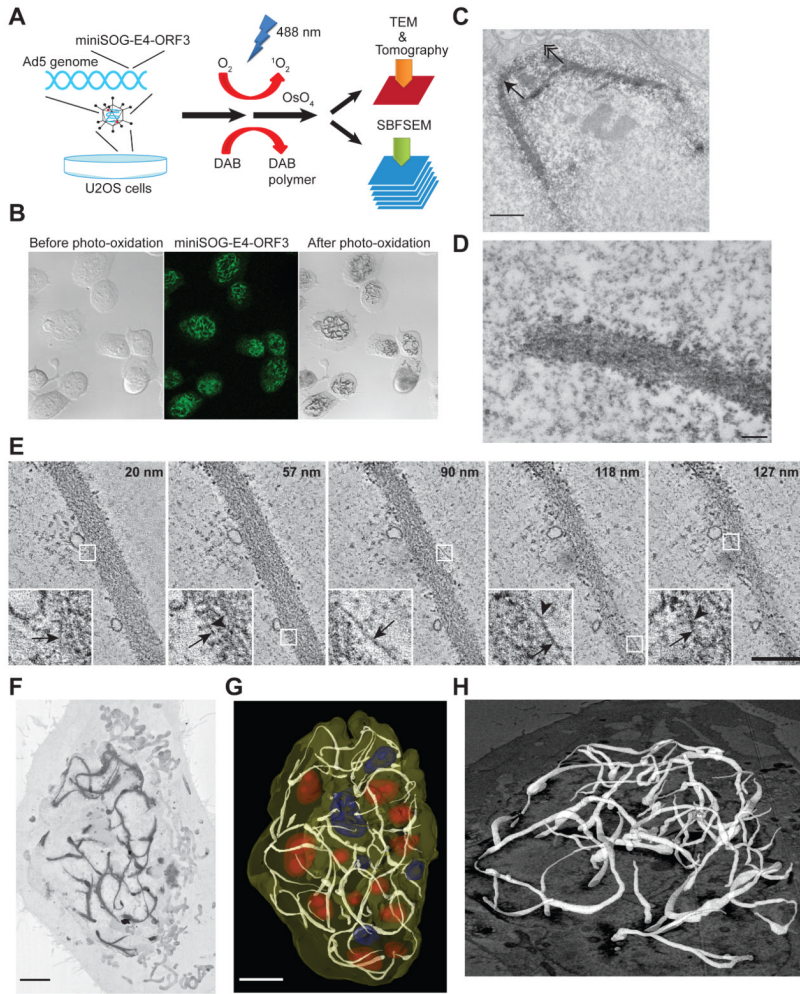 A
miniSOG-E4-ORF3
Ad5 genome
U2OS cells
488 nm
O2
¹O2
OsO4
DAB
DAB
polymer
TEM
&
Tomography
SBFSEM
B
Before photo-oxidation
miniSOG-E4-ORF3
After photo-oxidation
C
D
E
20 nm
57 nm
90 nm
118 nm
127 nm
F
G
H